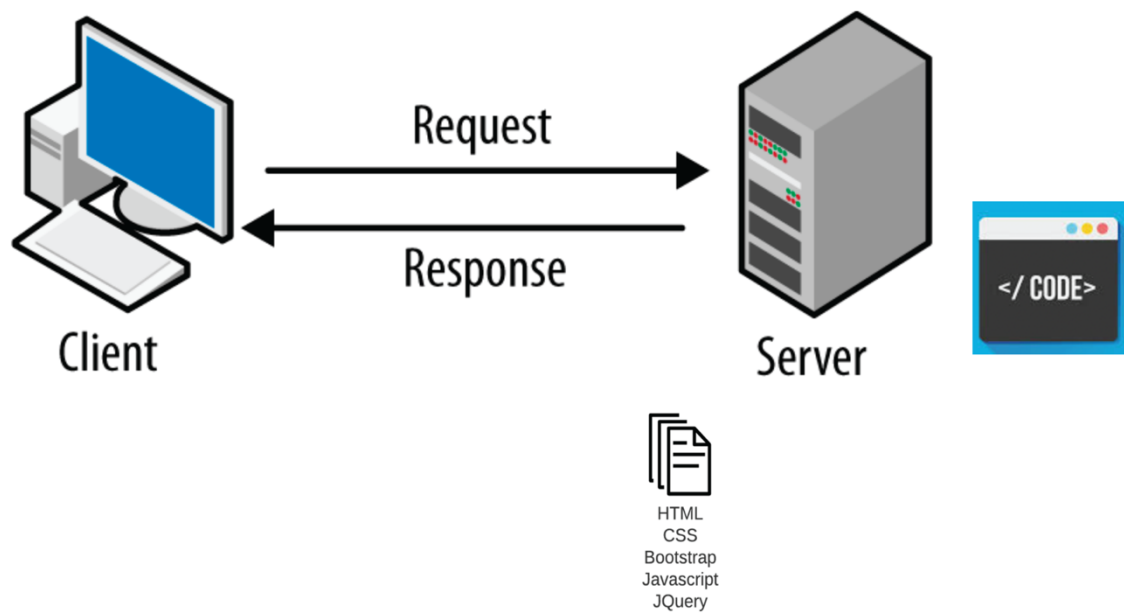 Request
Response
Client
Server
</ CODE>
HTML
CSS
Bootstrap
Javascript
JQuery